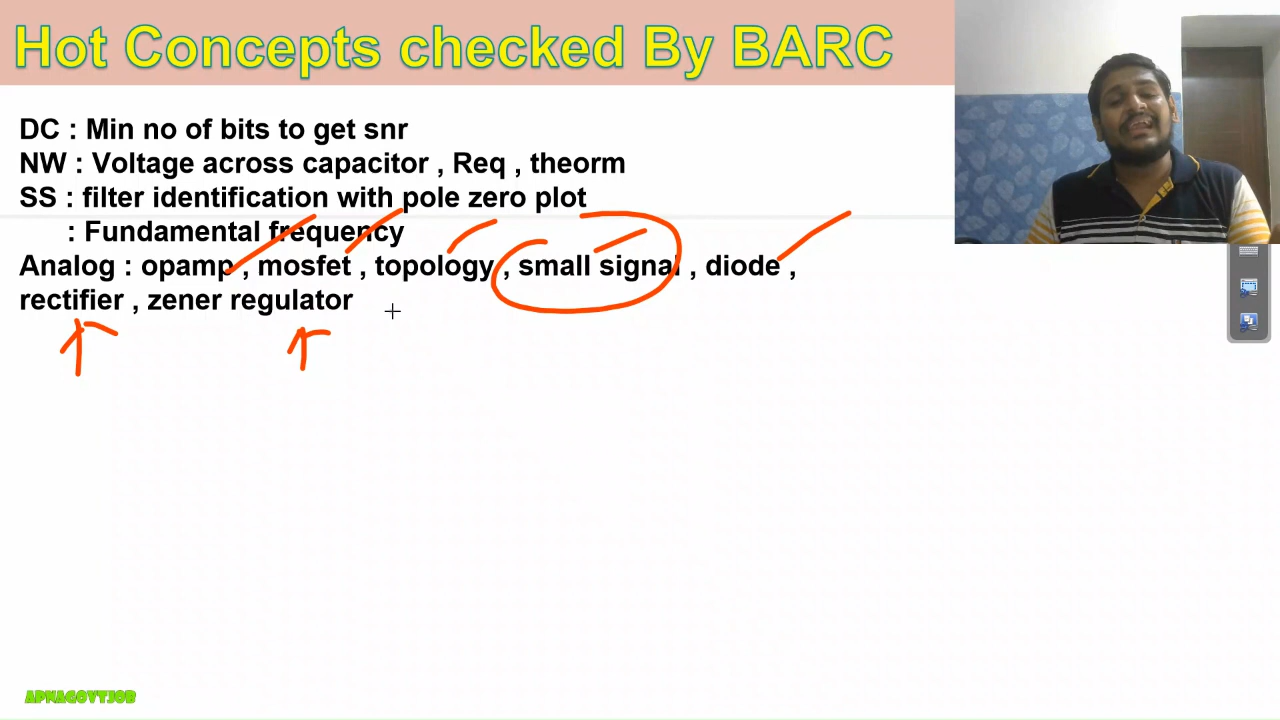 Hot Concepts checked By BARC
DC : Min no of bits to get snr
NW : Voltage across capacitor , Req , theorm
SS : filter identification with pole zero plot
: Fundamental frequency
Analog : opamp , mosfet , topology , small signal , diode ,
rectifier , zener regulator
APNAGOVTJOB